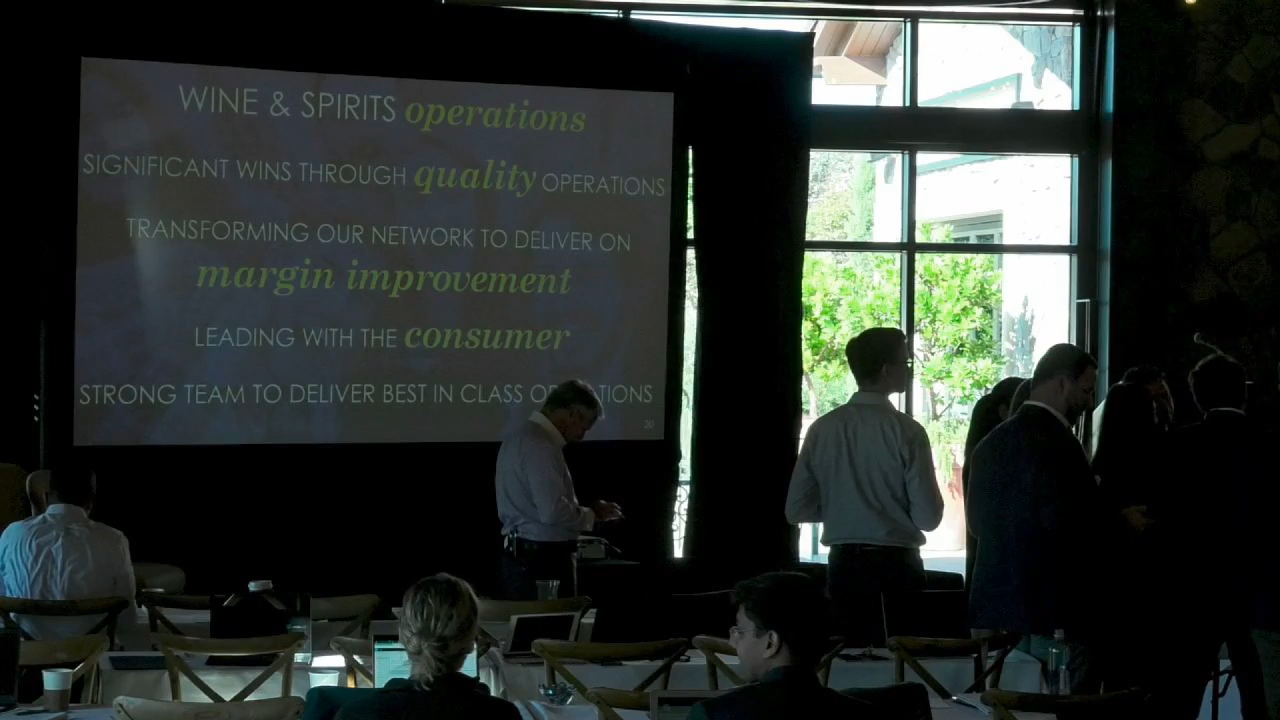 WINE & SPIRITS operations
SIGNIFICANT WINS THROUGH quality OPERATIONS
TRANSFORMING OUR NETWORK TO DELIVER ON
margin improvement
LEADING WITH THE consumer
STRONG TEAM TO DELIVER BEST IN CLASS